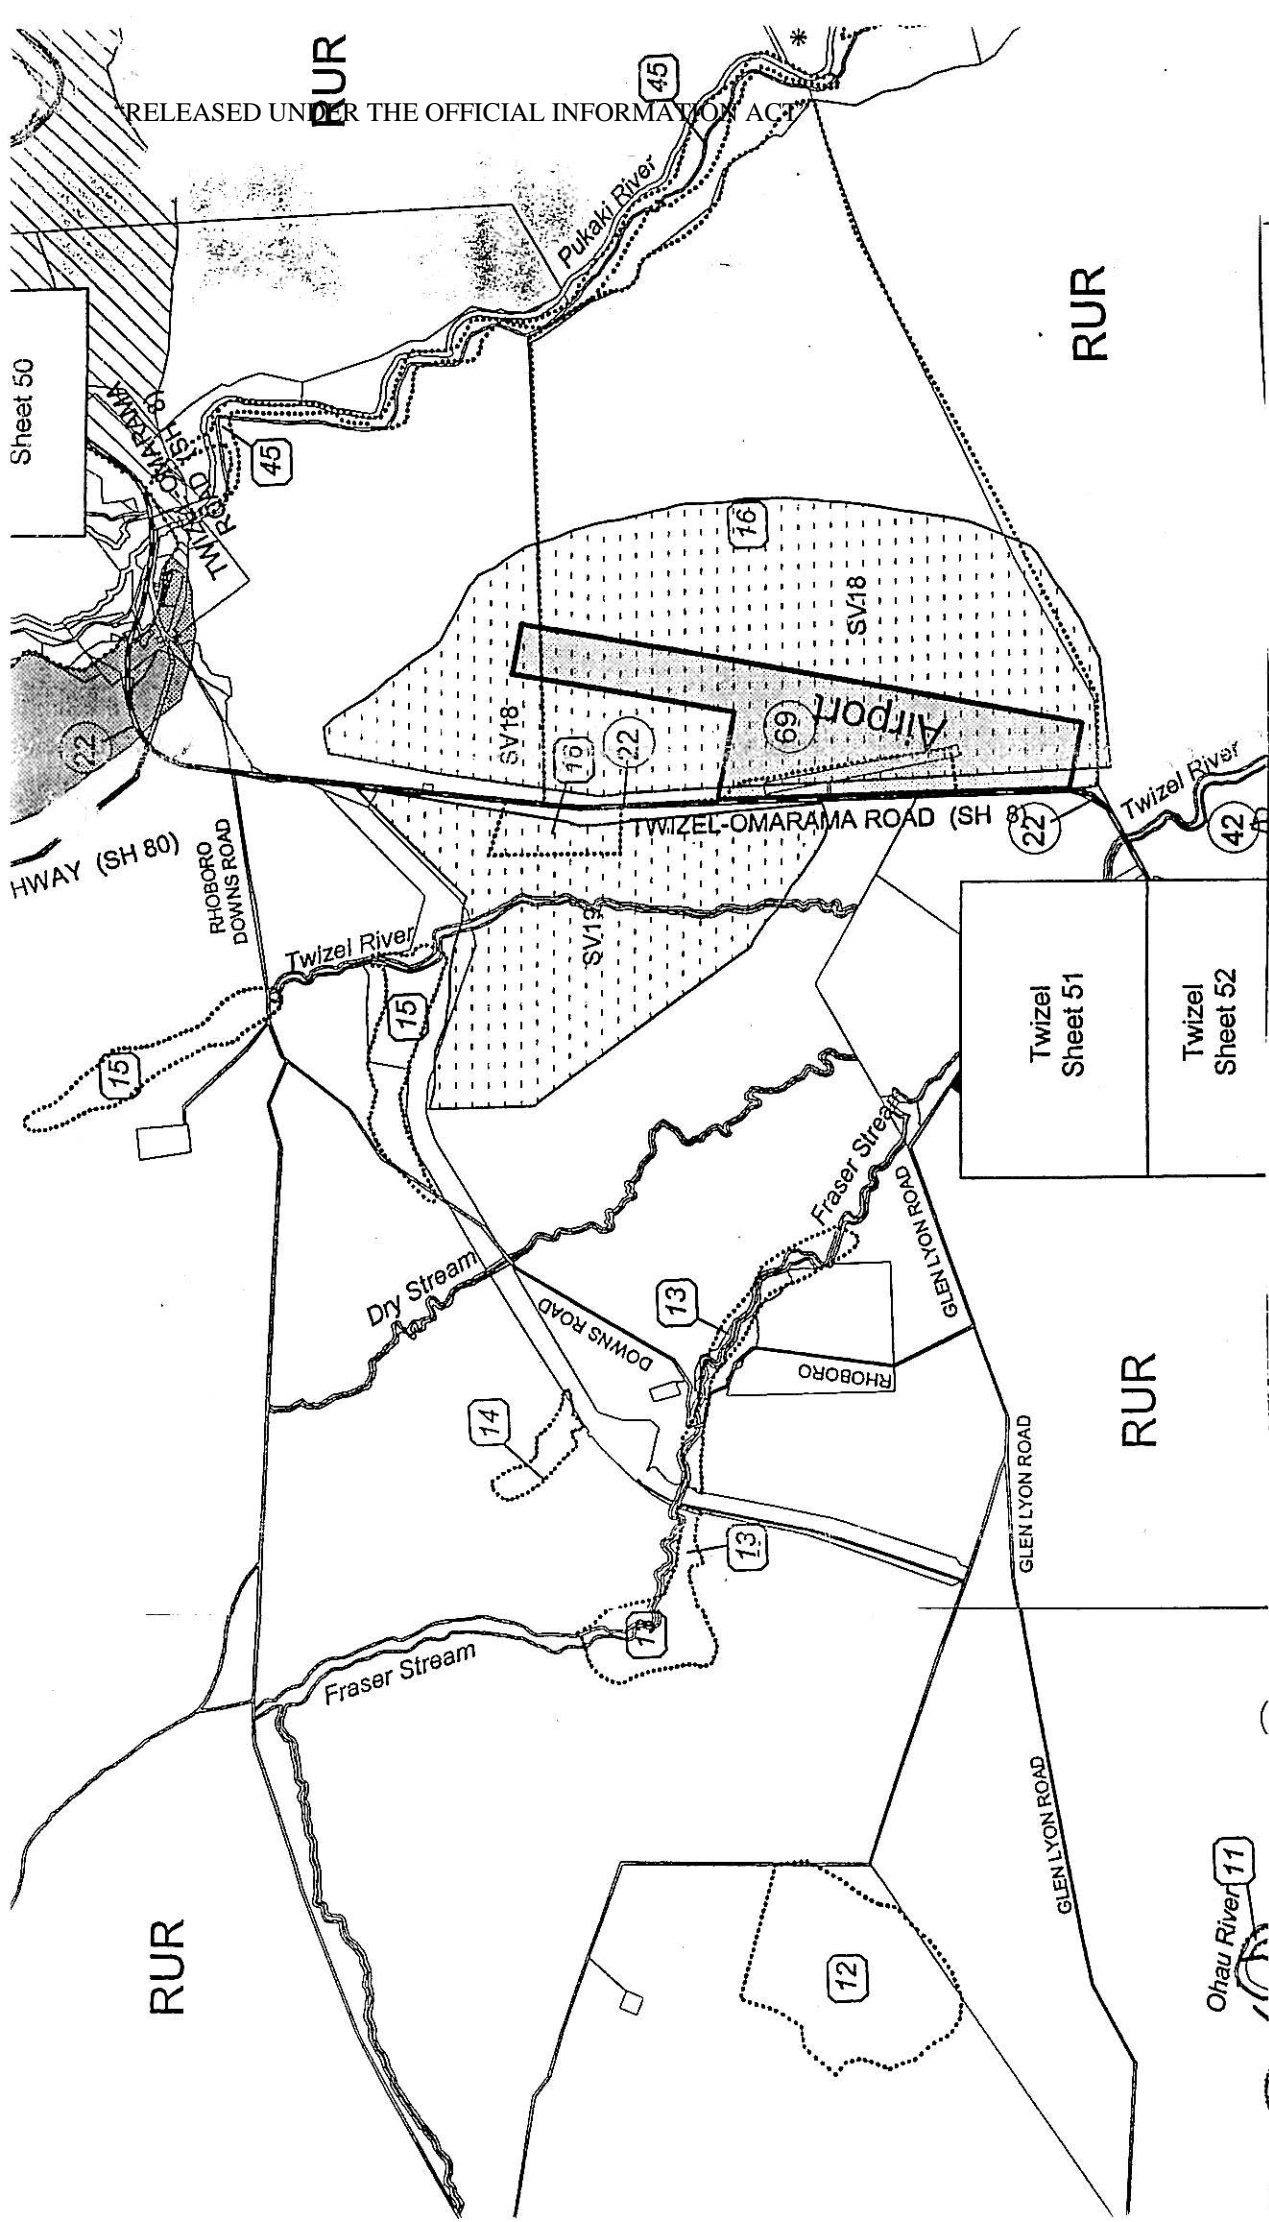 "RELEASED UNDER THE OFFICIAL INFORMATION ACT"
RUR
45
Pukaki River
Sheet 50
TWIZEL-OMARAMA
ROAD (SH 8)
45
RUR
16
SV18
SV18
16
22
69
Airport
22
HWAY (SH 80)
RHOBORO
DOWNS ROAD
TWIZEL-OMARAMA ROAD (SH 8)
22
Twizel River
42
Twizel River
SV19
15
15
Twizel
Sheet 51
Twizel
Sheet 52
Dry Stream
Fraser Stream
GLEN LYON ROAD
DOWNS ROAD
13
RHOBORO
14
RUR
GLEN LYON ROAD
13
Fraser Stream
GLEN LYON ROAD
RUR
12
Ohau River
11